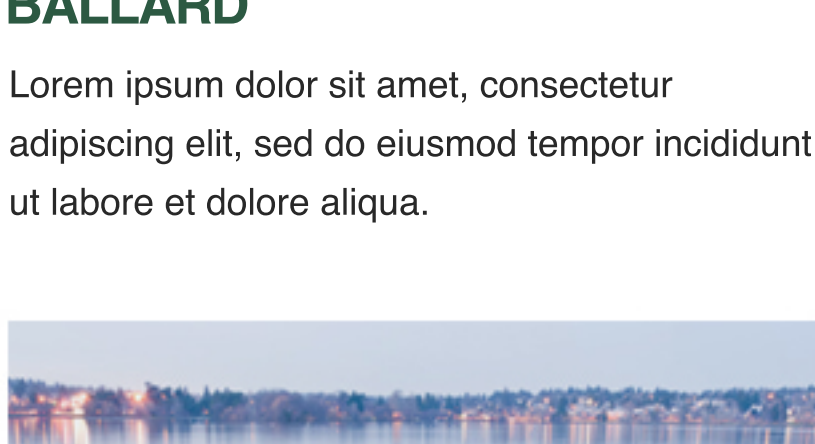 BALLARD
Lorem ipsum dolor sit amet, consectetur
adipiscing elit, sed do eiusmod tempor incididunt
ut labore et dolore aliqua.